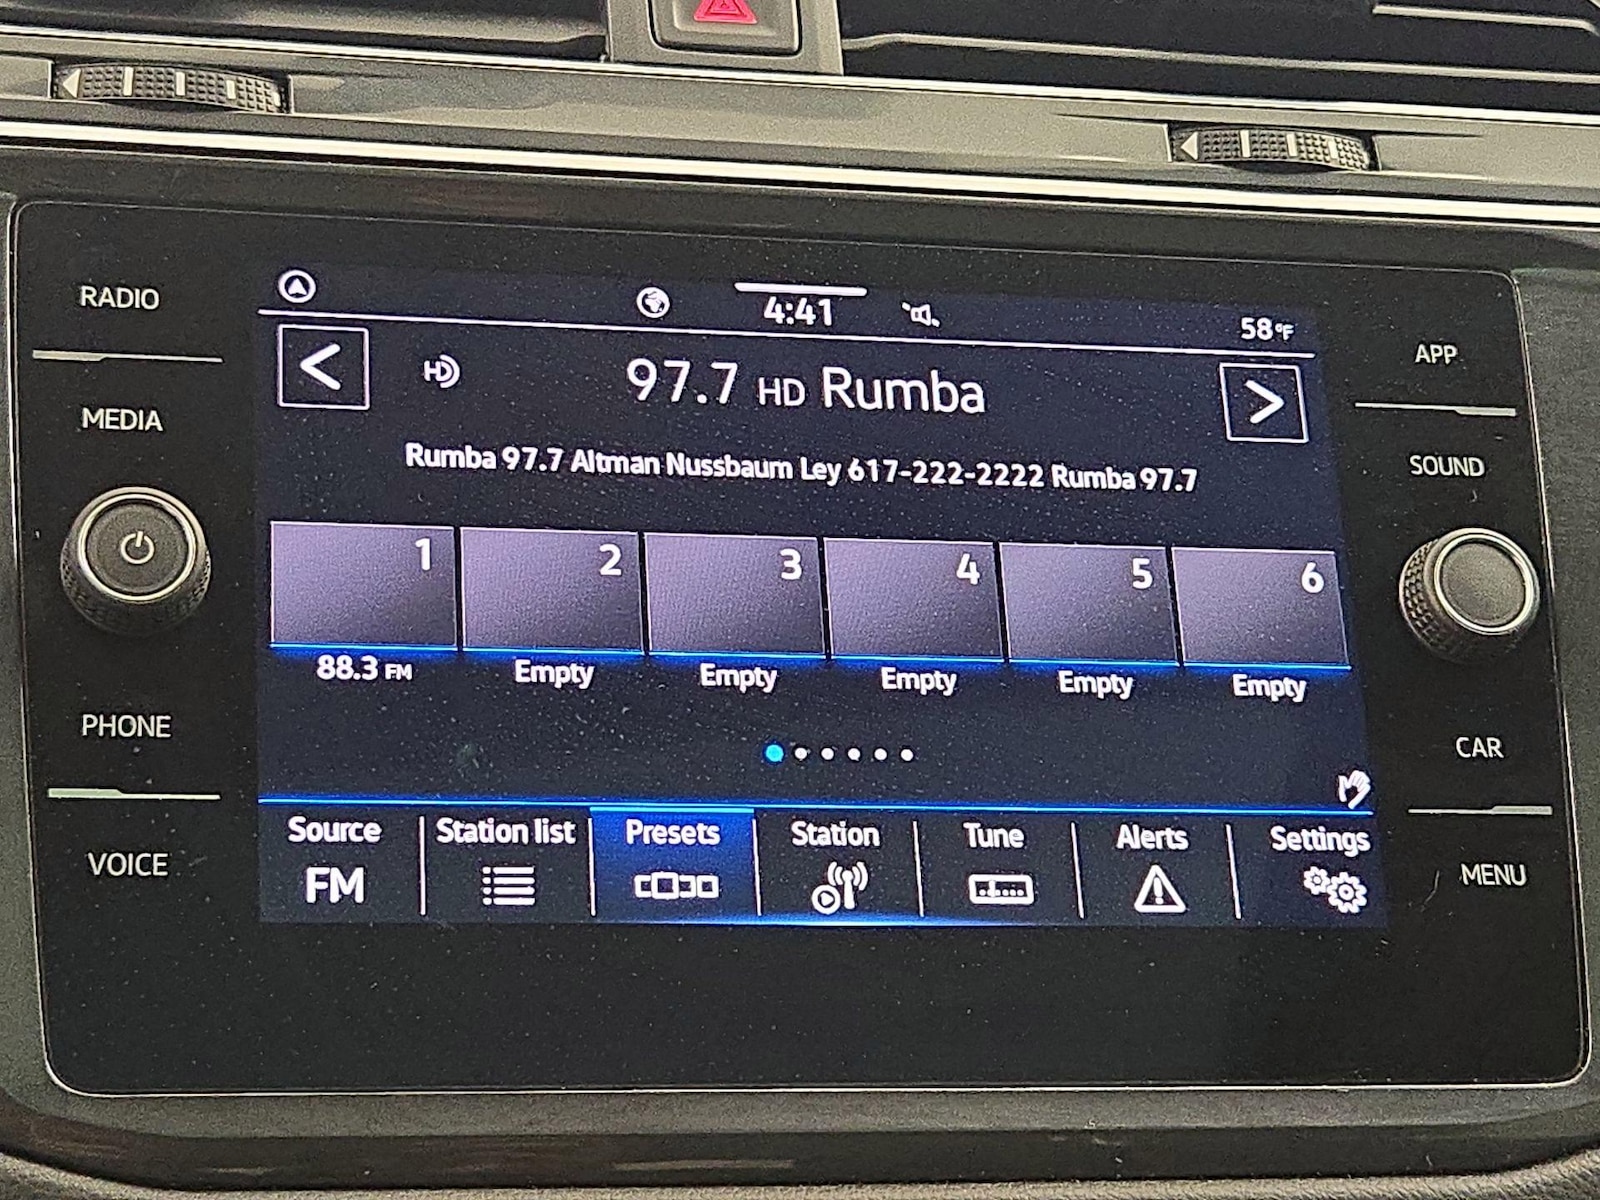 RADIO
MEDIA
PHONE
VOICE
4:41
58°F
HD
97.7 HD Rumba
Rumba 97.7 Altman Nussbaum Ley 617-222-2222 Rumba 97.7
1 2 3 4 5 6
88.3 FM Empty Empty Empty Empty Empty
Source Station list Presets Station Tune Alerts Settings
FM
APP
SOUND
CAR
MENU